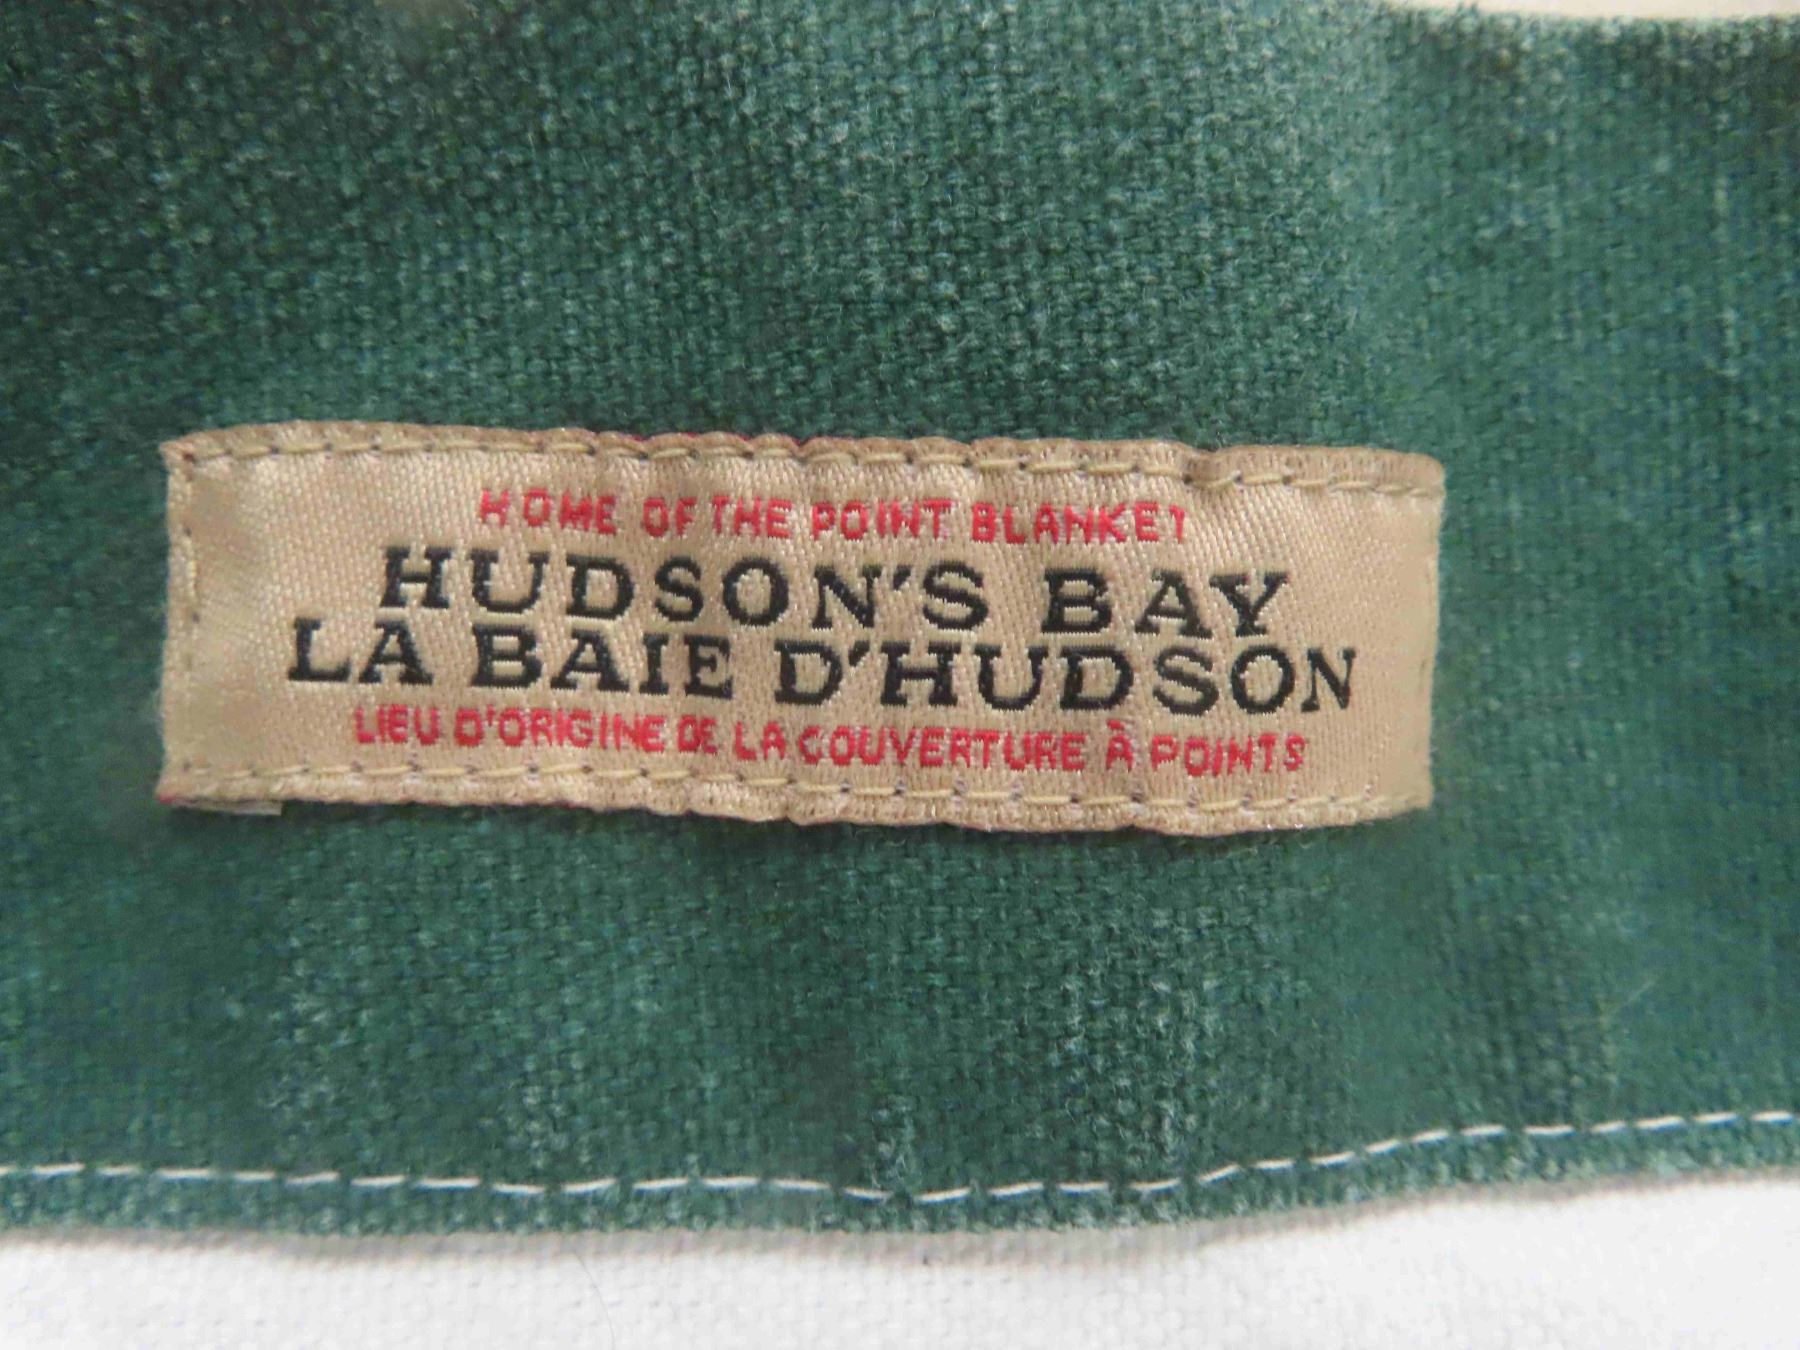 HOME OF THE POINT BLANKET
HUDSON'S BAY
LA BAIE D'HUDSON
LIEU D'ORIGINE DE LA COUVERTURE À POINTS